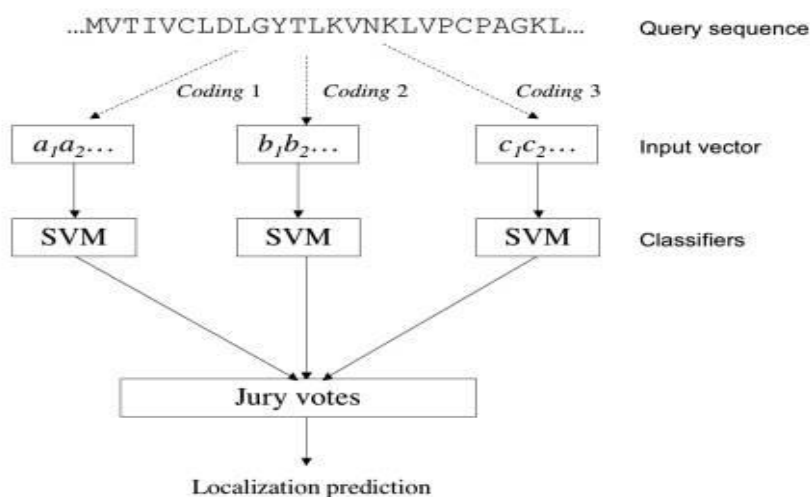 ...MVTIVCLDLGYTLKVNKLVPCPAGKL... Query sequence
Coding 1 Coding 2 Coding 3
a1a2… b1b2… c1c2… Input vector
SVM SVM SVM Classifiers
Jury votes
Localization prediction